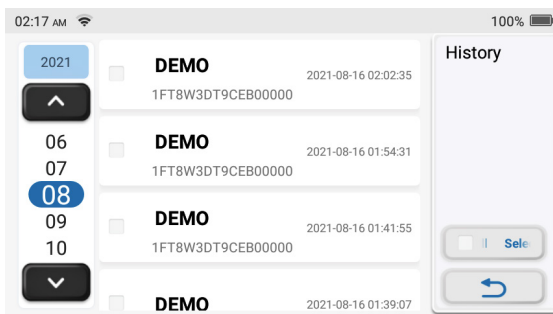 02:17 AM 100%
2021
06
07
08
09
10
DEMO 2021-08-16 02:02:35
1FT8W3DT9CEB00000
DEMO 2021-08-16 01:54:31
1FT8W3DT9CEB00000
DEMO 2021-08-16 01:41:55
1FT8W3DT9CEB00000
DEMO 2021-08-16 01:39:07
History